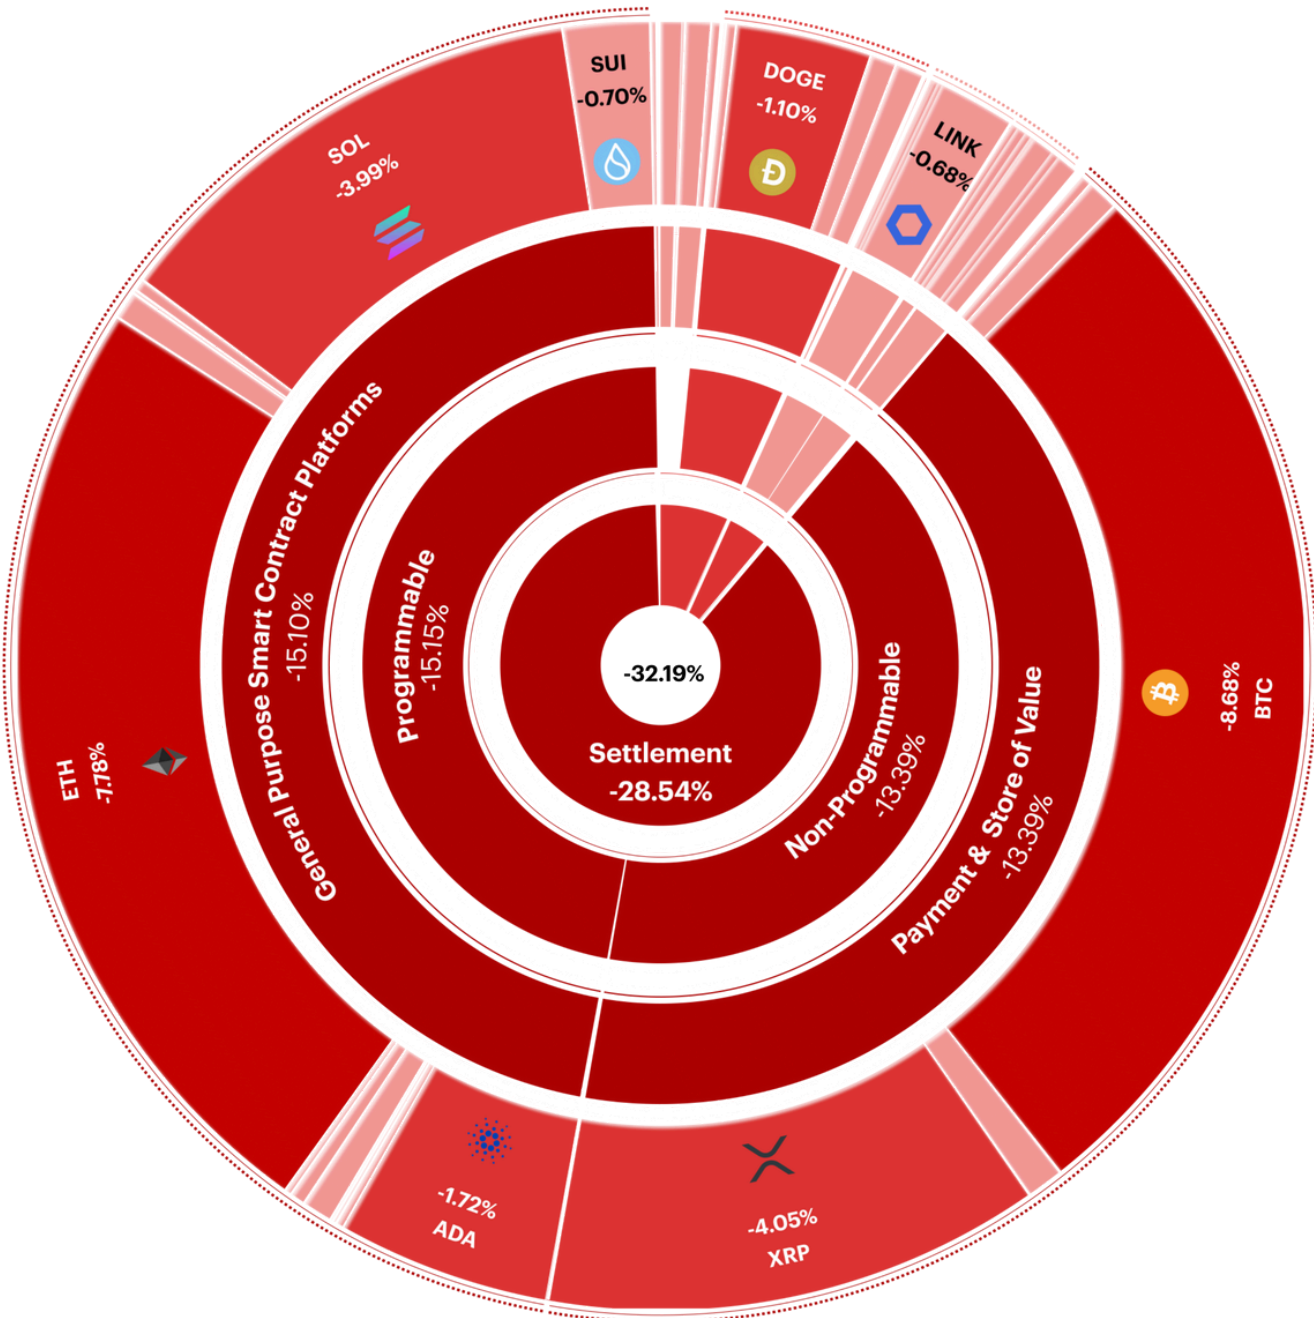 SUI
-0.70%
DOGE
-1.10%
LINK
-0.68%
SOL
-3.99%
General Purpose Smart Contract Platforms
-15.10%
Programmable
-15.15%
-32.19%
Settlement
-28.54%
Non-Programmable
-13.39%
Payment & Store of Value
-13.39%
-8.68%
BTC
ETH
-7.78%
-1.72%
ADA
-4.05%
XRP